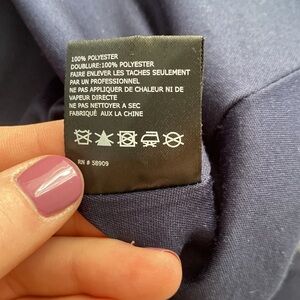 100% POLYESTER
DOUBLURE:100% POLYESTER
FAIRE ENLEVER LES TACHES SEULEMENT
PAR UN PROFESSIONNEL
NE PAS APPLIQUER DE CHALEUR NI DE
VAPEUR DIRECTE
NE PAS NETTOYER A SEC
FABRIQUÉ AUX LA CHINE
RN # 58909